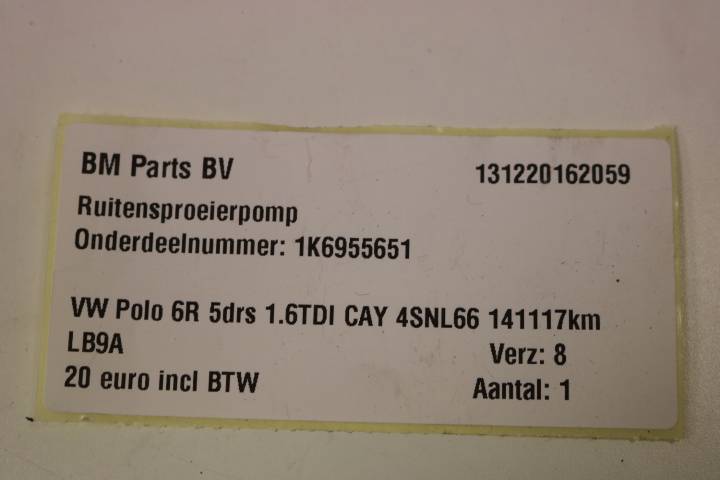 BM Parts BV 131220162059
Ruitensproeierpomp
Onderdeelnummer: 1K6955651
VW Polo 6R 5drs 1.6TDI CAY 4SNL66 141117km
LB9A Verz: 8
20 euro incl BTW Aantal: 1